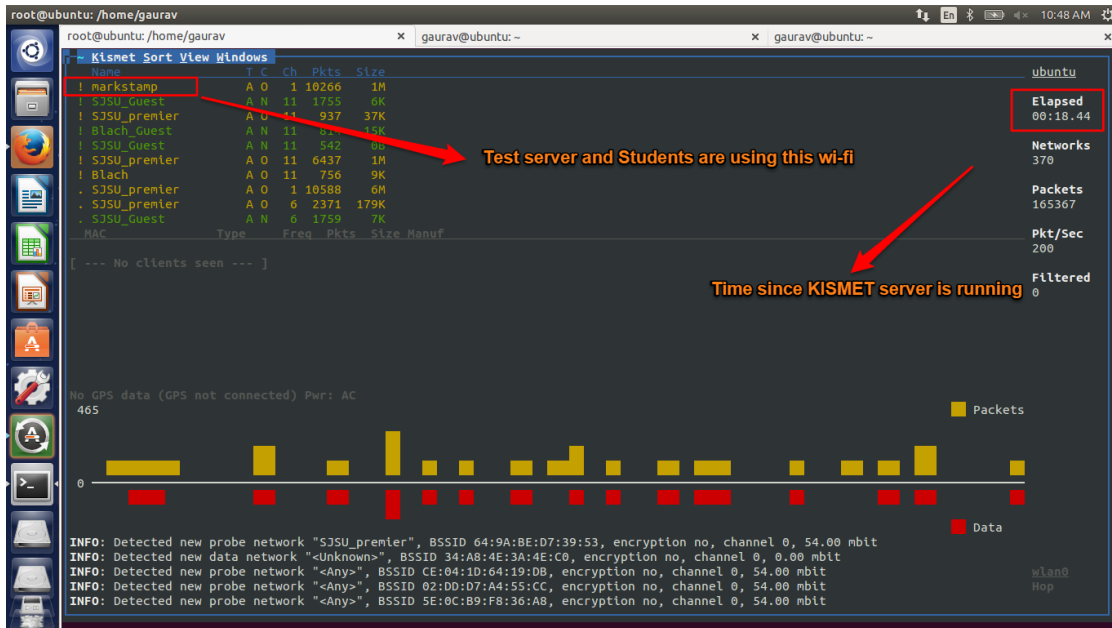 root@ubuntu: /home/gaurav
En 10:48 AM
root@ubuntu: /home/gaurav × gaurav@ubuntu: ~ × gaurav@ubuntu: ~ ×
~ Kismet Sort View Windows
Name T C Ch Pkts Size
! markstamp A O 1 10266 1M
! SJSU_Guest A N 11 1755 6K
! SJSU_premier A O 11 937 37K
! Blach_Guest A N 11 814 15K
! SJSU_Guest A N 11 542 0B
! SJSU_premier A O 11 6437 1M
! Blach A O 11 756 9K
. SJSU_premier A O 1 10588 6M
. SJSU_premier A O 6 2371 179K
. SJSU_Guest A N 6 1759 7K
MAC Type Freq Pkts Size Manuf
[ --- No clients seen --- ]
ubuntu
Elapsed
00:18.44
Networks
370
Packets
165367
Pkt/Sec
200
Filtered
0
Test server and Students are using this wi-fi
Time since KISMET server is running
No GPS data (GPS not connected) Pwr: AC
465
Packets
0
Data
INFO: Detected new probe network "SJSU_premier", BSSID 64:9A:BE:D7:39:53, encryption no, channel 0, 54.00 mbit
INFO: Detected new data network "<Unknown>", BSSID 34:A8:4E:3A:4E:C0, encryption no, channel 0, 0.00 mbit
INFO: Detected new probe network "<Any>", BSSID CE:04:1D:64:19:DB, encryption no, channel 0, 54.00 mbit
INFO: Detected new probe network "<Any>", BSSID 02:DD:D7:A4:55:CC, encryption no, channel 0, 54.00 mbit
INFO: Detected new probe network "<Any>", BSSID 5E:0C:B9:F8:36:A8, encryption no, channel 0, 54.00 mbit
wlan0
Hop